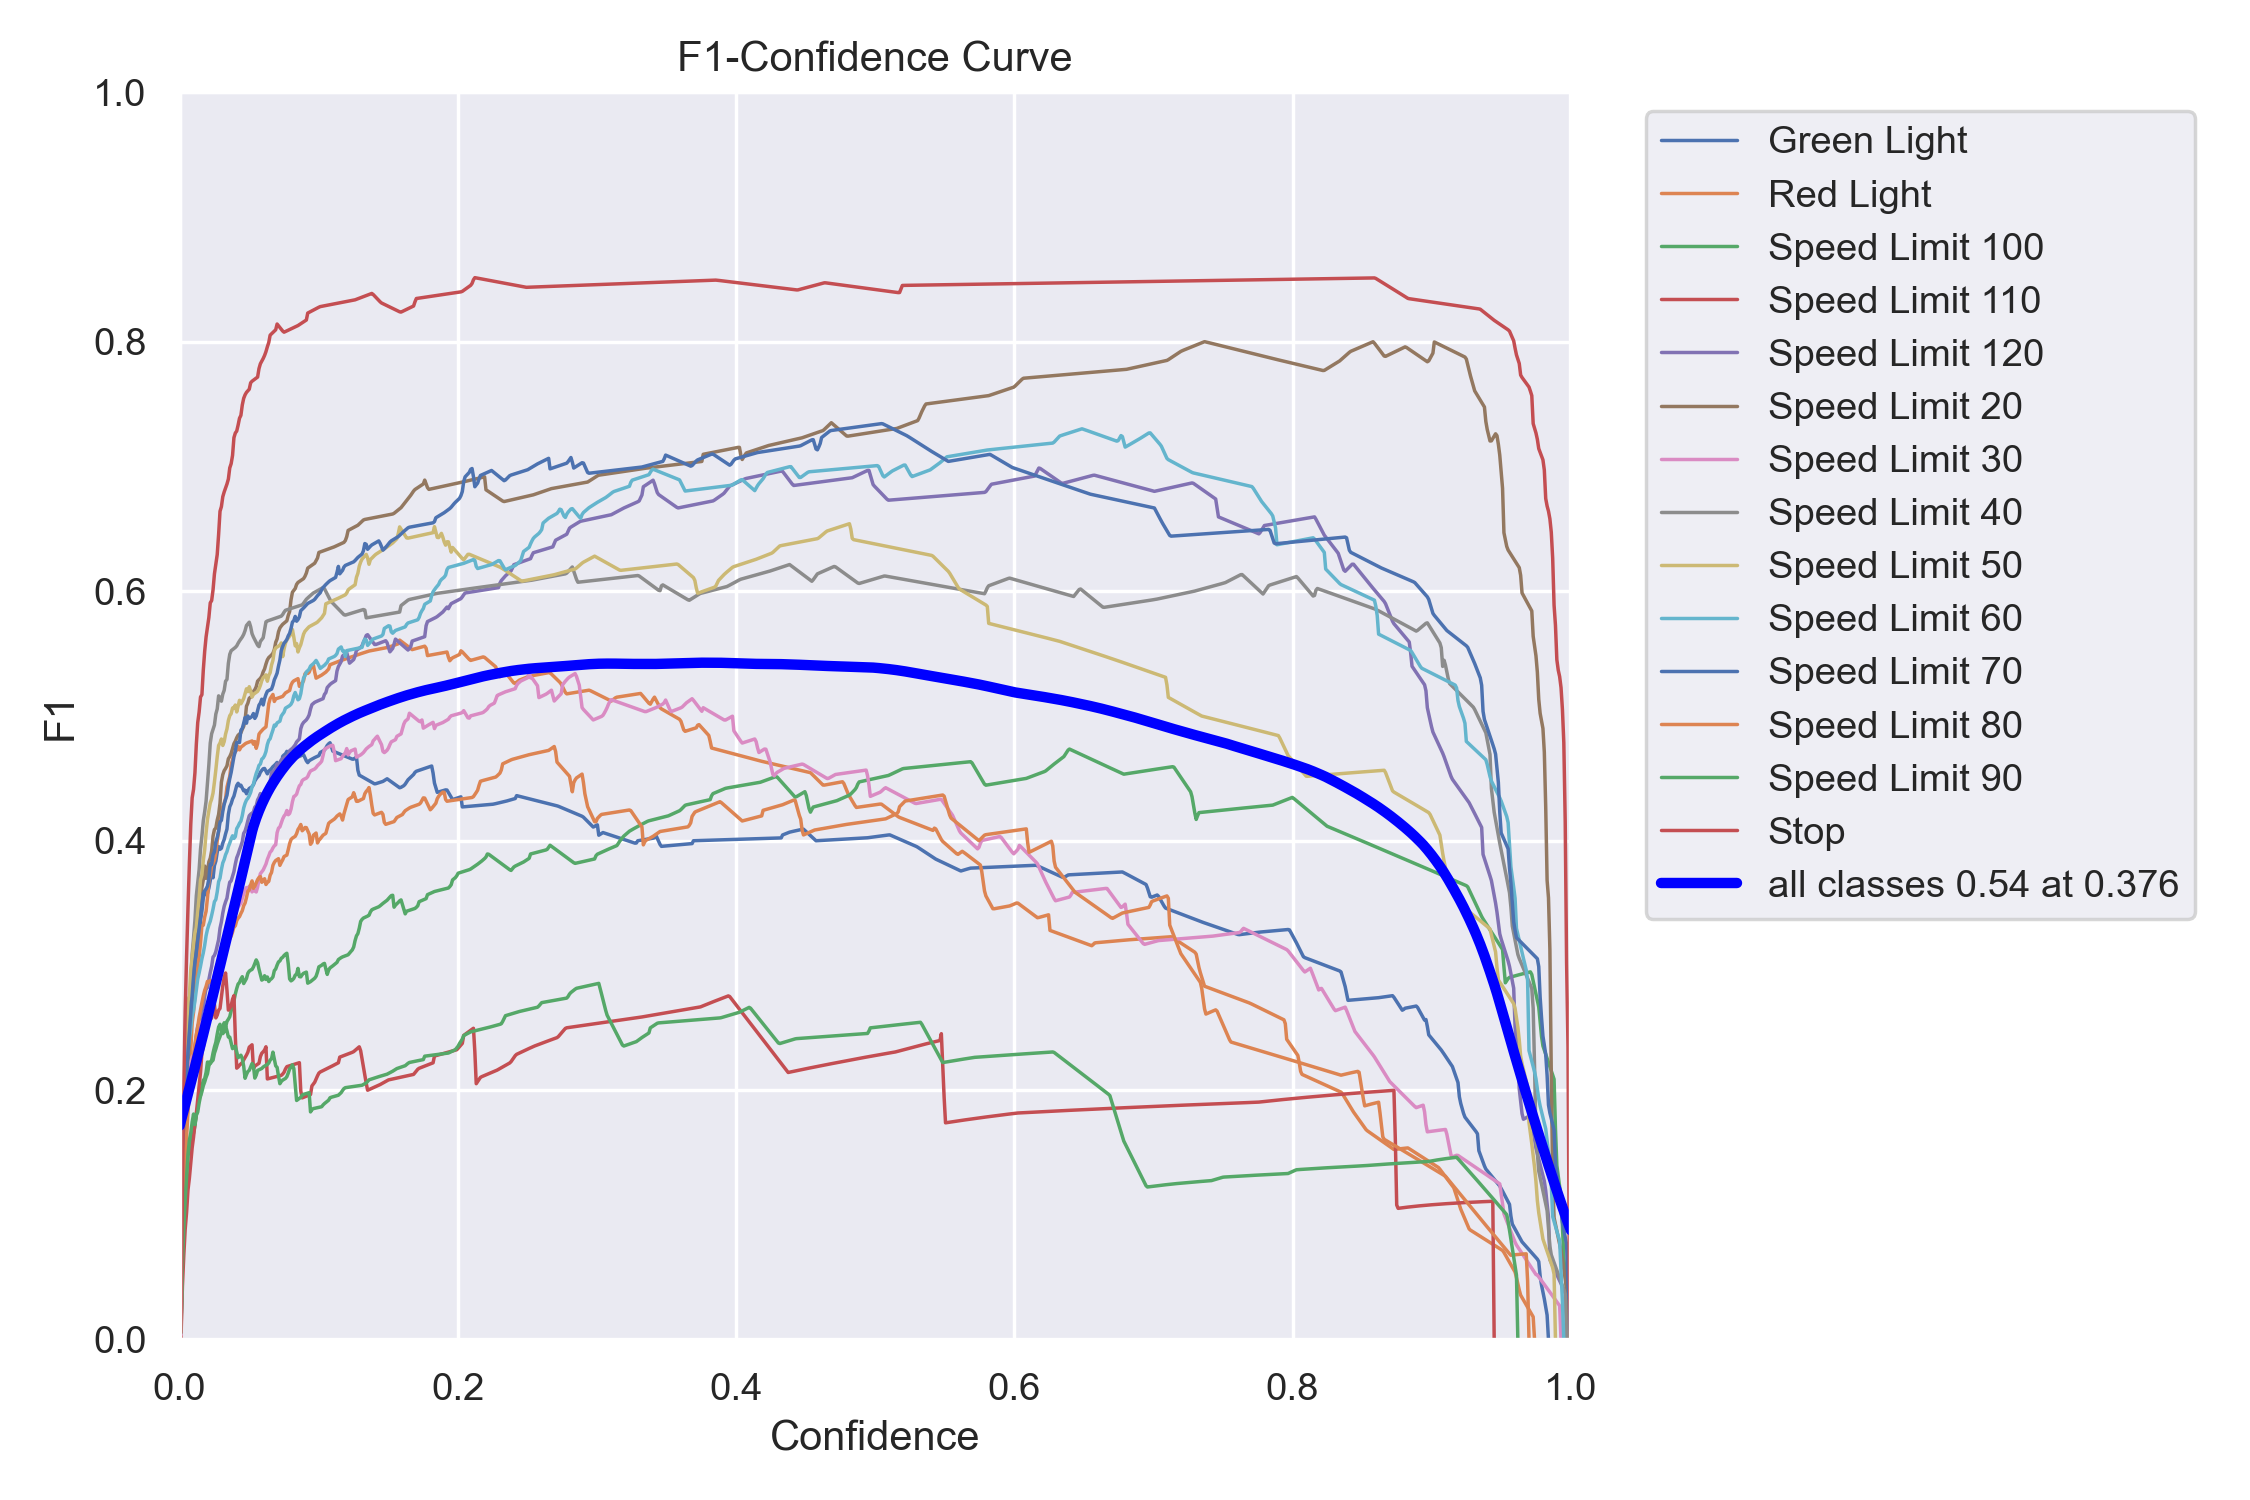 F1-Confidence Curve
1.0
0.8
0.6
0.4
0.2
0.0
F1
0.0 0.2 0.4 0.6 0.8 1.0
Confidence
Green Light
Red Light
Speed Limit 100
Speed Limit 110
Speed Limit 120
Speed Limit 20
Speed Limit 30
Speed Limit 40
Speed Limit 50
Speed Limit 60
Speed Limit 70
Speed Limit 80
Speed Limit 90
Stop
all classes 0.54 at 0.376